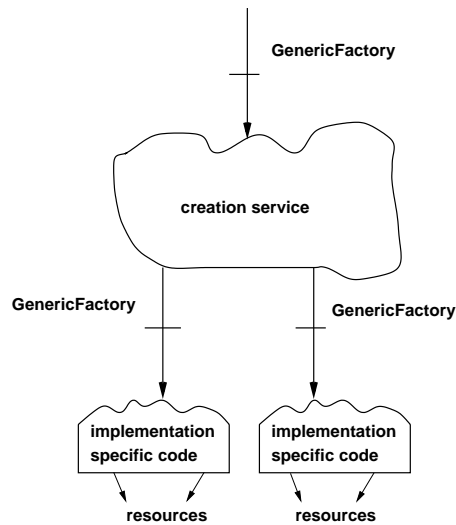 GenericFactory
creation service
GenericFactory
GenericFactory
implementation
specific code
implementation
specific code
resources
resources